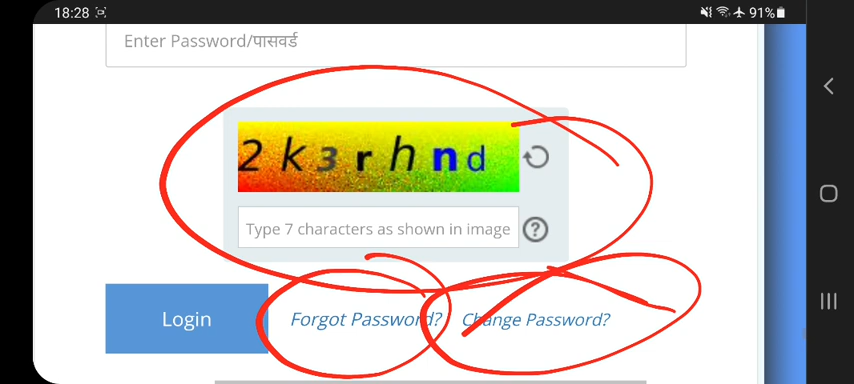 18:28 91%
Enter Password/पासवर्ड
2k3rhnd
Type 7 characters as shown in image
Login Forgot Password? Change Password?